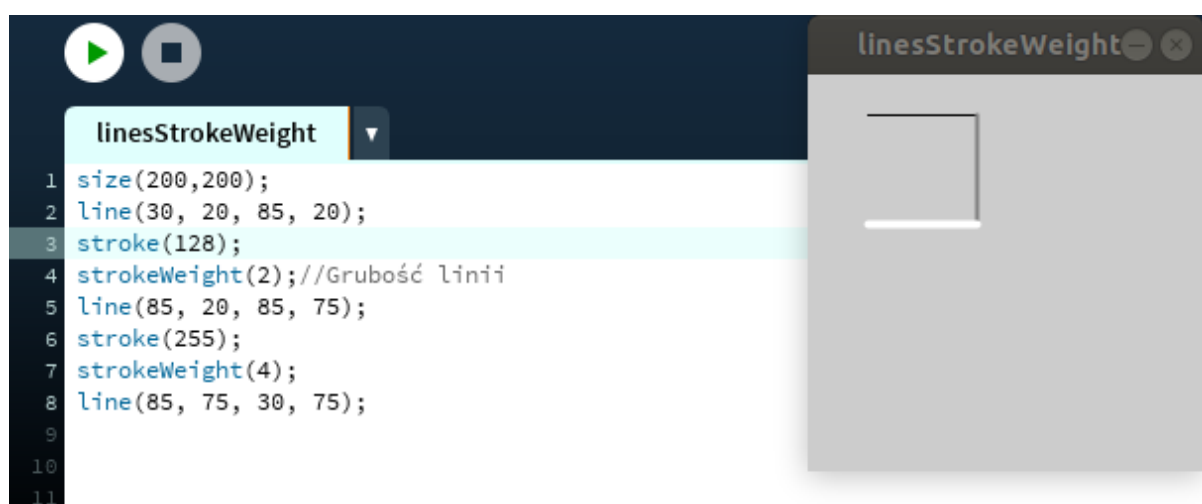 linesStrokeWeight
linesStrokeWeight
1 size(200,200);
2 line(30, 20, 85, 20);
3 stroke(128);
4 strokeWeight(2);//Grubość linii
5 line(85, 20, 85, 75);
6 stroke(255);
7 strokeWeight(4);
8 line(85, 75, 30, 75);
9
10
11